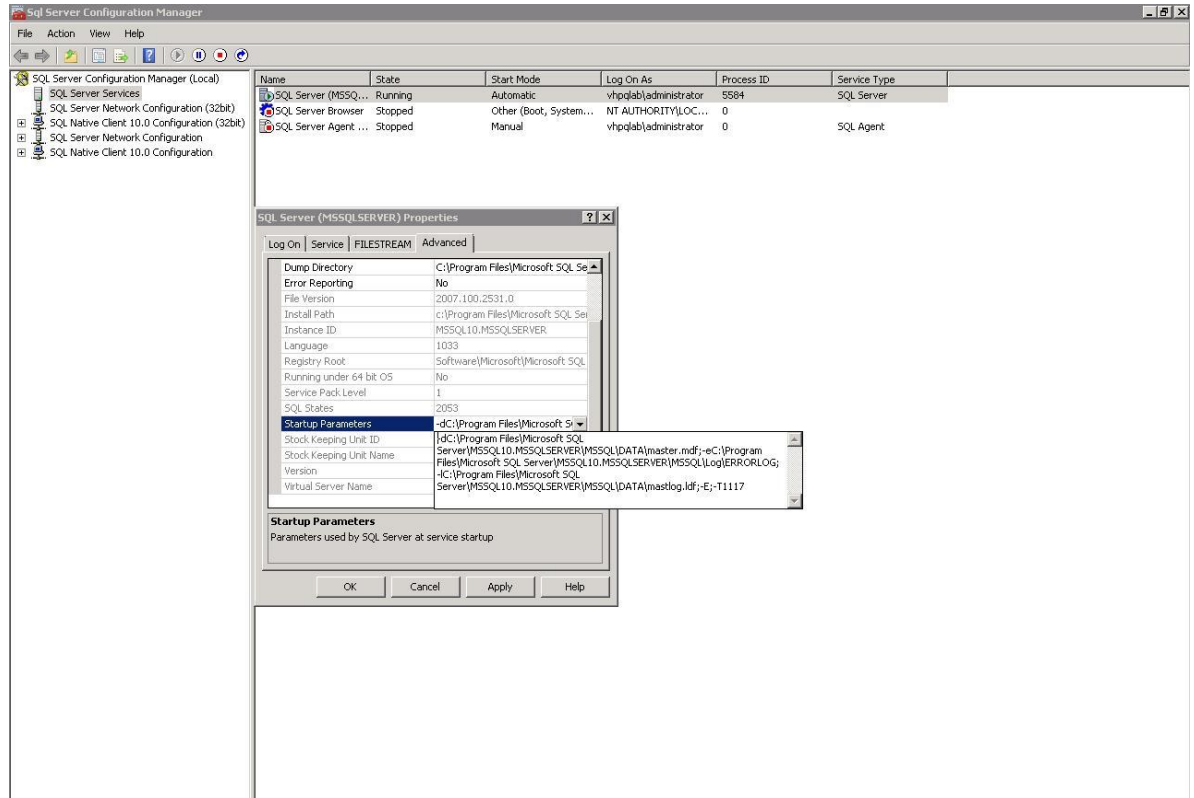 Sql Server Configuration Manager
File Action View Help
SQL Server Configuration Manager (Local)
SQL Server Services
SQL Server Network Configuration (32bit)
SQL Native Client 10.0 Configuration (32bit)
SQL Server Network Configuration
SQL Native Client 10.0 Configuration
Name State Start Mode Log On As Process ID Service Type
SQL Server (MSSQ... Running Automatic vhpqlab\administrator 5584 SQL Server
SQL Server Browser Stopped Other (Boot, System... NT AUTHORITY\LOC... 0
SQL Server Agent ... Stopped Manual vhpqlab\administrator 0 SQL Agent
SQL Server (MSSQLSERVER) Properties
Log On Service FILESTREAM Advanced
Dump Directory C:\Program Files\Microsoft SQL Se
Error Reporting No
File Version 2007.100.2531.0
Install Path c:\Program Files\Microsoft SQL Ser
Instance ID MSSQL10.MSSQLSERVER
Language 1033
Registry Root Software\Microsoft\Microsoft SQL
Running under 64 bit OS No
Service Pack Level 1
SQL States 2053
Startup Parameters -dC:\Program Files\Microsoft S
Stock Keeping Unit ID
Stock Keeping Unit Name
Version
Virtual Server Name
-dC:\Program Files\Microsoft SQL
Server\MSSQL10.MSSQLSERVER\MSSQL\DATA\master.mdf;-eC:\Program
Files\Microsoft SQL Server\MSSQL10.MSSQLSERVER\MSSQL\Log\ERRORLOG;
-lC:\Program Files\Microsoft SQL
Server\MSSQL10.MSSQLSERVER\MSSQL\DATA\mastlog.ldf;-E;-T1117
Startup Parameters
Parameters used by SQL Server at service startup
OK Cancel Apply Help